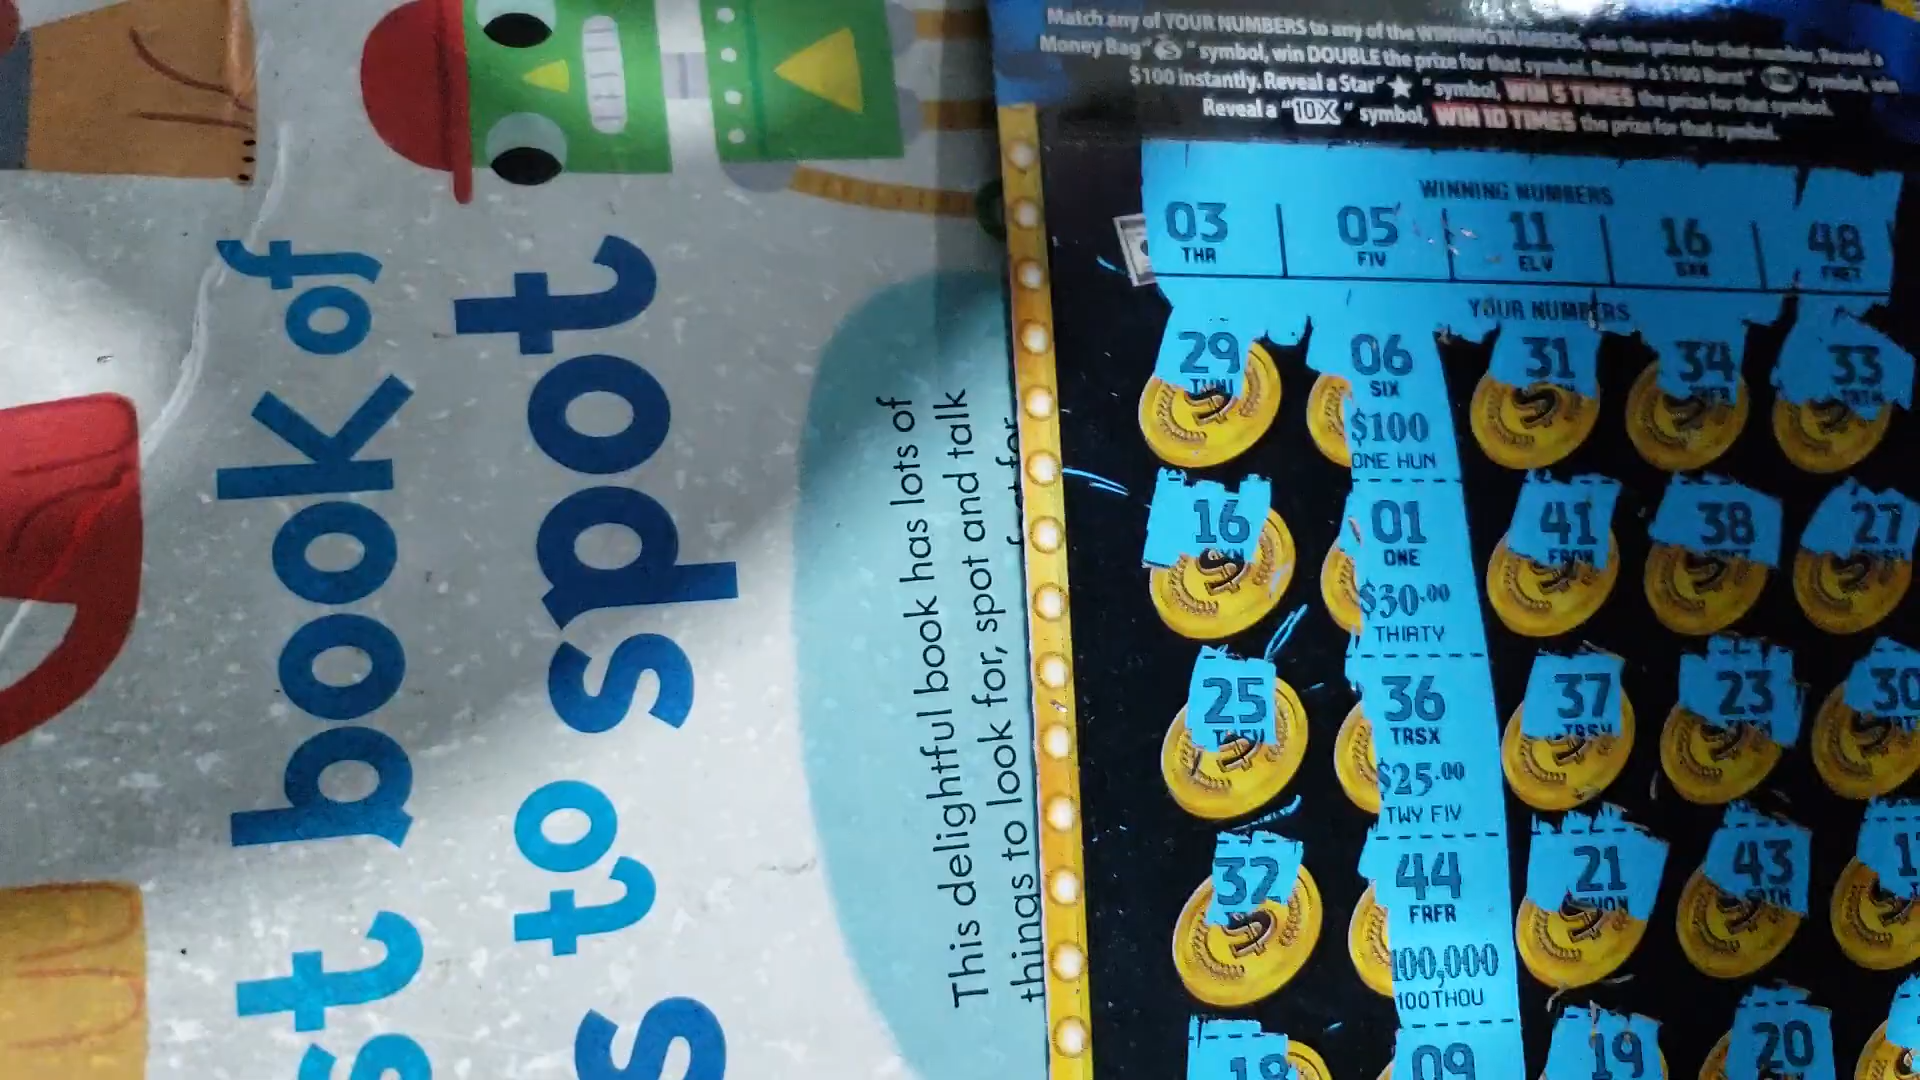 st book of
s to spot
This delightful book has lots of
things to look for, spot and talk
Match any of YOUR NUMBERS to any of the WINNING NUMBERS, win the prize for that number. Reveal a
Money Bag " " symbol, win DOUBLE the prize for that symbol. Reveal a $100 Burst " " symbol, win
$100 instantly. Reveal a Star " " symbol, WIN 5 TIMES the prize for that symbol.
Reveal a "10X" symbol, WIN 10 TIMES the prize for that symbol.
WINNING NUMBERS
03 05 11 16 48
THR FIV ELV SXN FRET
YOUR NUMBERS
29 06 31 34 33
SIX
$100
ONE HUN
16 01 41 38 27
ONE
$30.00
THIRTY
25 36 37 23 30
TRSX
$25.00
TWY FIV
32 44 21 43
FRFR
100,000
100THOU
18 09 19 20